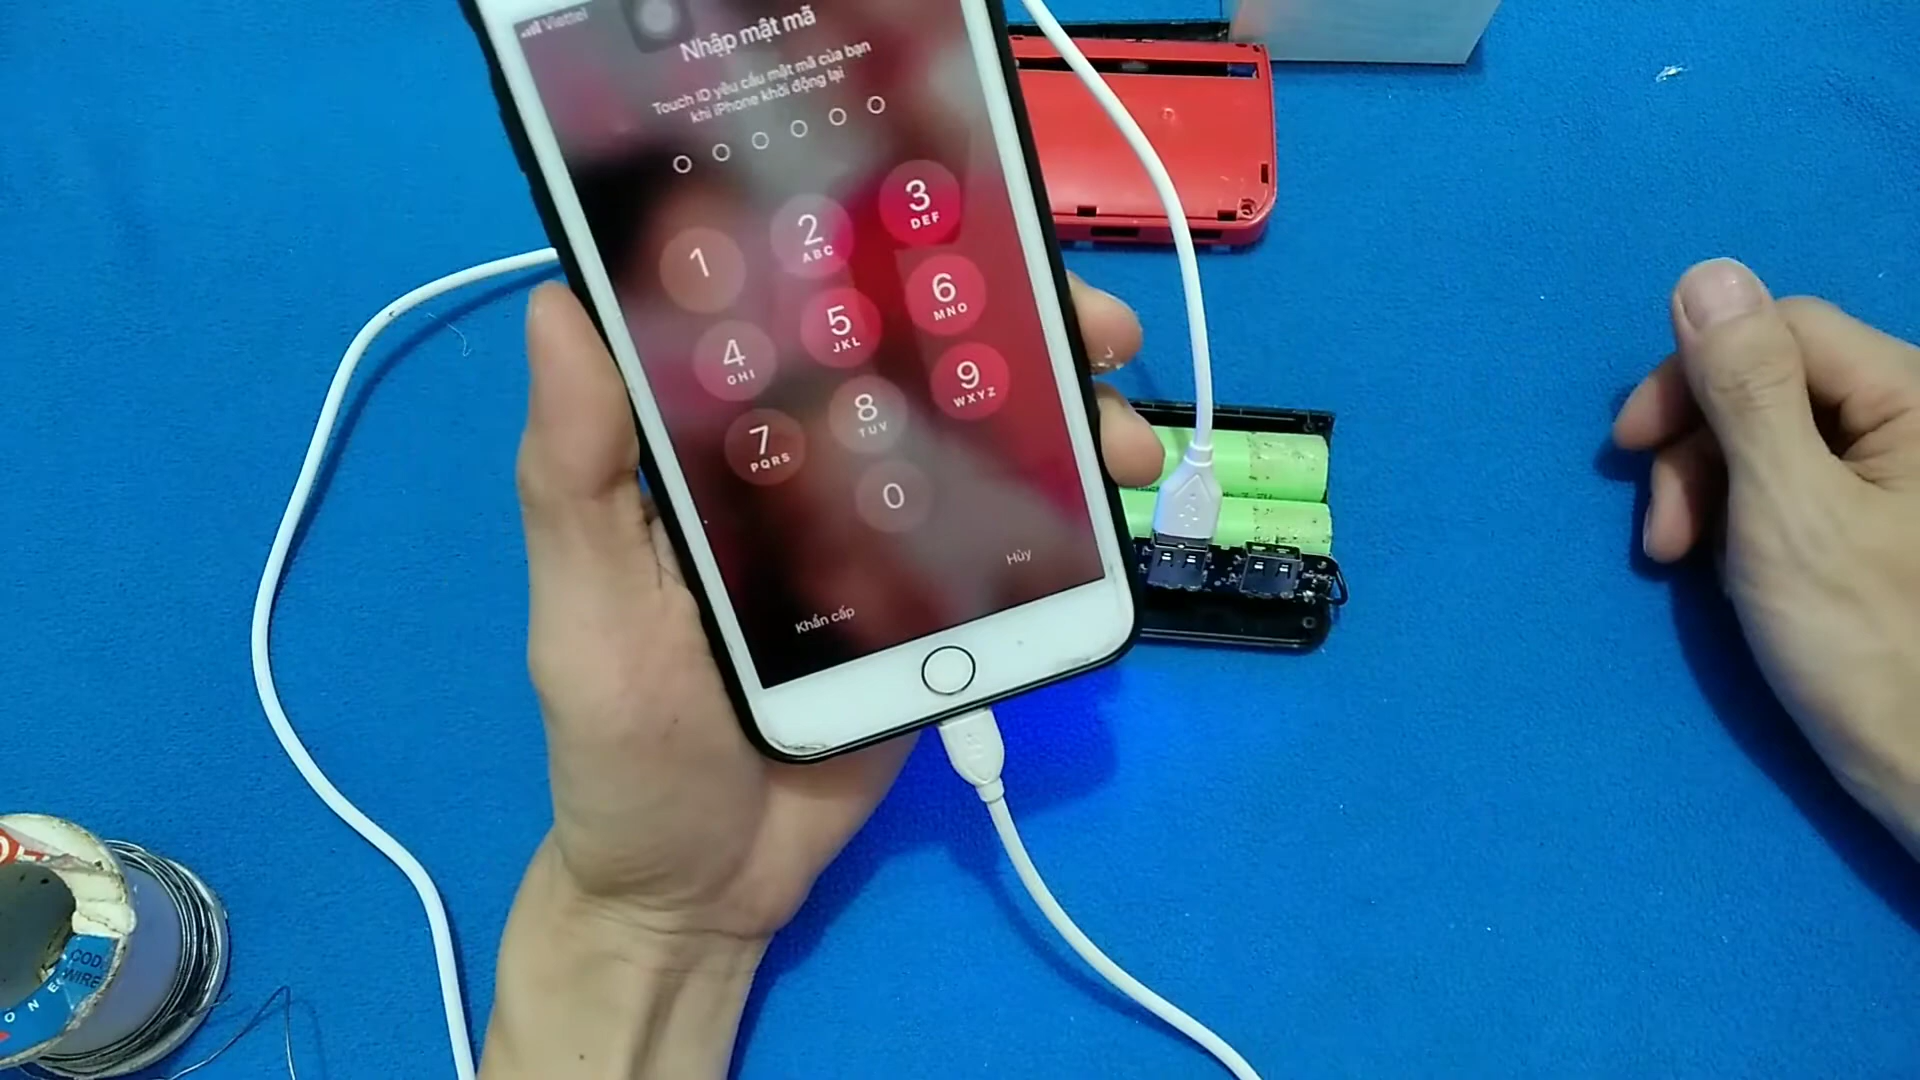 Viettel
Nhập mật mã
Touch ID yêu cầu mật mã của bạn
khi iPhone khởi động lại
1
2
ABC
3
DEF
4
GHI
5
JKL
6
MNO
7
PQRS
8
TUV
9
WXYZ
0
Khẩn cấp
Hủy
WIRE